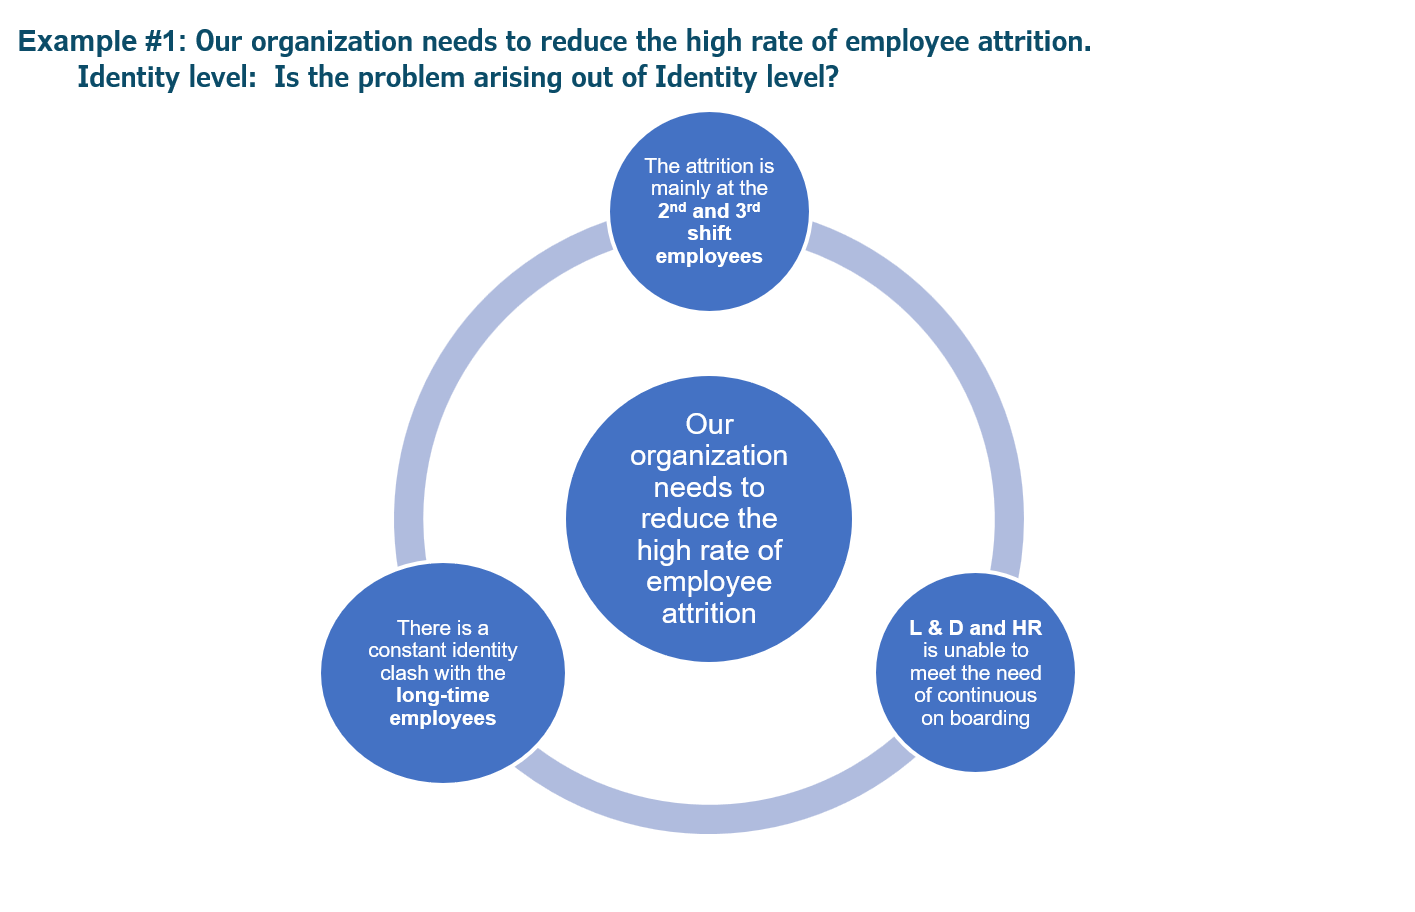 Example #1: Our organization needs to reduce the high rate of employee attrition.
Identity level:  Is the problem arising out of Identity level?
The attrition is
mainly at the
2nd and 3rd
shift
employees
Our
organization
needs to
reduce the
high rate of
employee
attrition
There is a
constant identity
clash with the
long-time
employees
L & D and HR
is unable to
meet the need
of continuous
on boarding